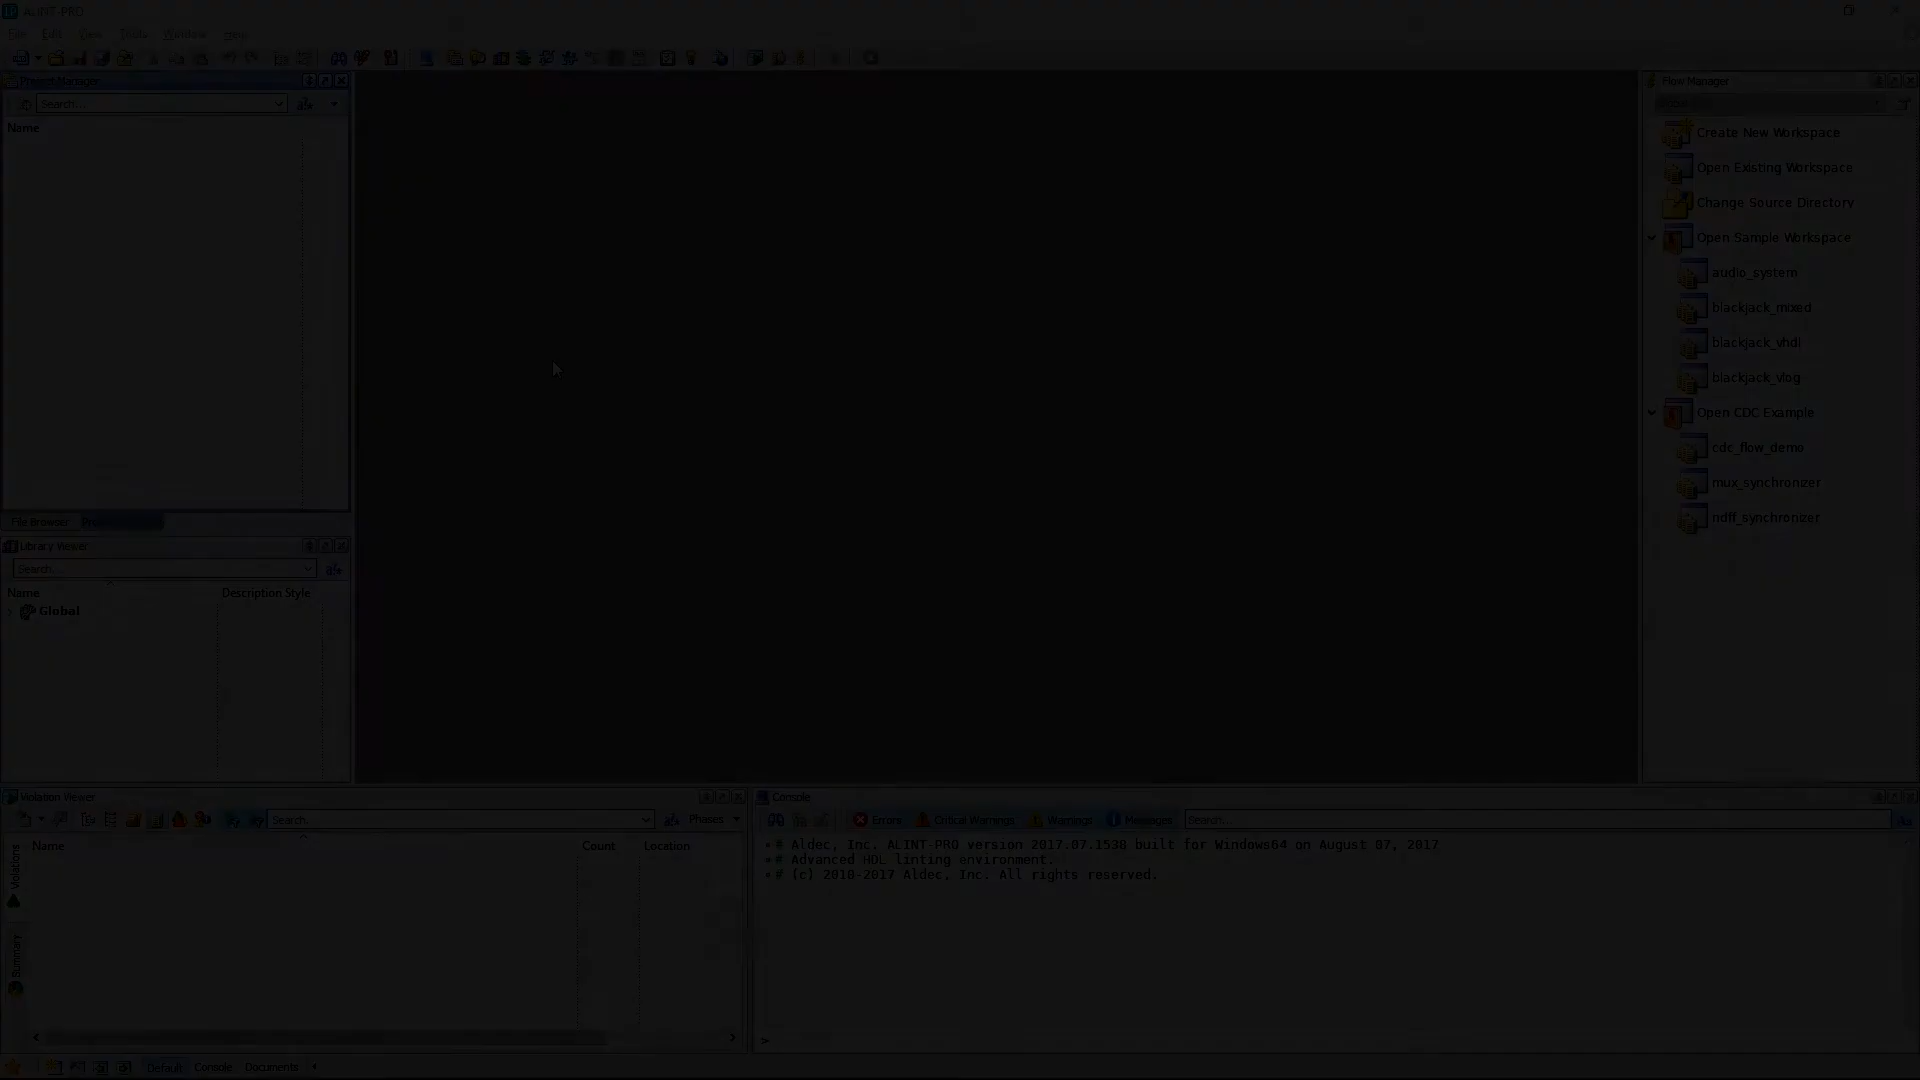 ALINT-PRO
File Edit View Tools Window Help
Project Manager
Search...
Name
File Browser
Library Viewer
Search...
Name Description Style
Global
Flow Manager
Create New Workspace
Open Existing Workspace
Change Source Directory
Open Sample Workspace
audio_system
blackjack_mixed
blackjack_vhdl
blackjack_vlog
Open CDC Example
cdc_flow_demo
mux_synchronizer
ndff_synchronizer
Violation Viewer
Search... Phases
Name Count Location
Violations
Summary
Console
Errors Critical Warnings Warnings Messages Search...
# Aldec, Inc. ALINT-PRO version 2017.07.1538 built for Windows64 on August 07, 2017
# Advanced HDL linting environment.
# (c) 2010-2017 Aldec, Inc. All rights reserved.
>
Default Console Documents